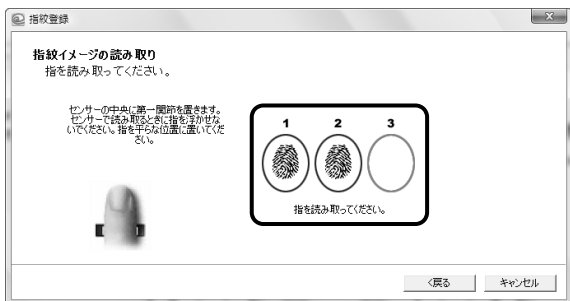 指紋登録
指紋イメージの読み取り
指を読み取ってください。
センサーの中央に第一関節を置きます。
センサーで読み取るときに指を浮かせな
いでください。指を平らな位置に置いてくだ
さい。
1 2 3
指を読み取ってください。
<戻る キャンセル